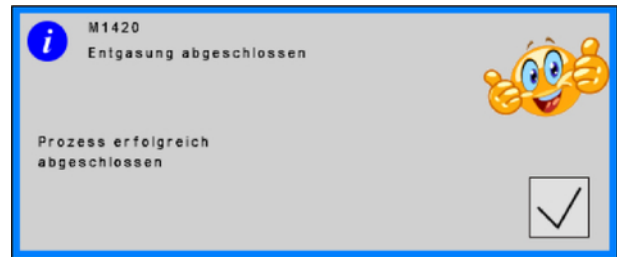 i
M1420
Entgasung abgeschlossen
Prozess erfolgreich
abgeschlossen